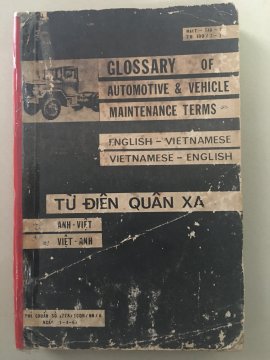 GLOSSARY OF
AUTOMOTIVE & VEHICLE
MAINTENANCE TERMS
ENGLISH - VIETNAMESE
VIETNAMESE - ENGLISH
TỪ ĐIỂN QUÂN XA
ANH - VIỆT
VIỆT - ANH